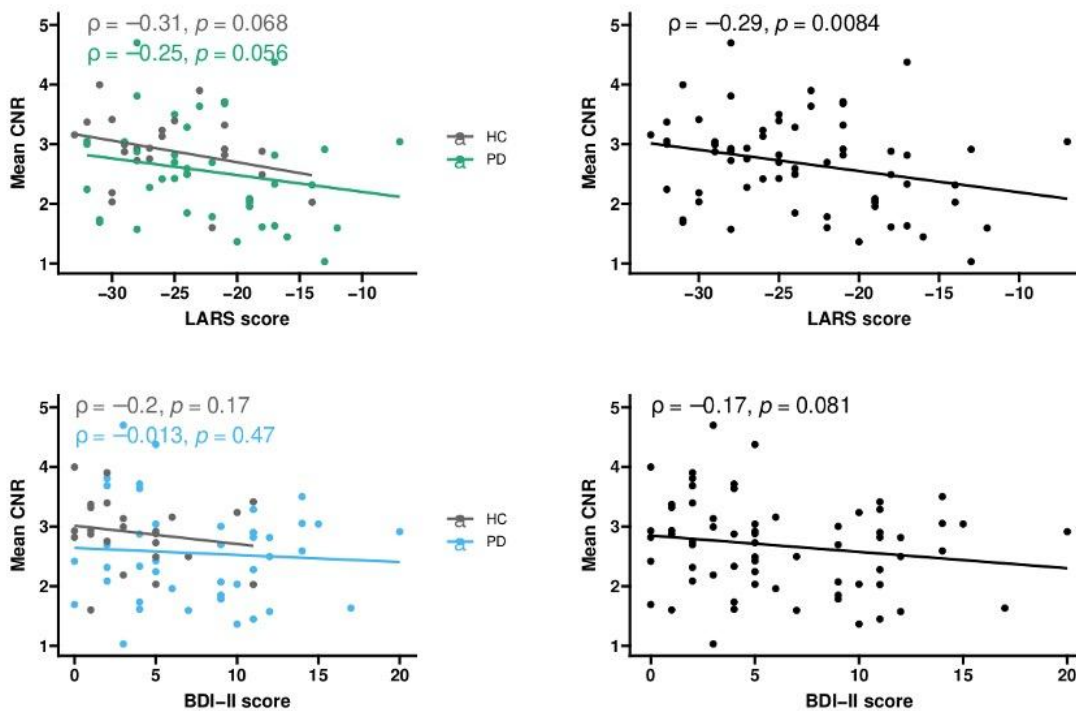 ρ = −0.31, p = 0.068
ρ = −0.25, p = 0.056
5
4
3
2
1
Mean CNR
−30
−25
−20
−15
−10
LARS score
a HC
a PD
ρ = −0.29, p = 0.0084
5
4
3
2
1
Mean CNR
−30
−25
−20
−15
−10
LARS score
ρ = −0.2, p = 0.17
ρ = −0.013, p = 0.47
5
4
3
2
1
Mean CNR
0
5
10
15
20
BDI−II score
a HC
a PD
ρ = −0.17, p = 0.081
5
4
3
2
1
Mean CNR
0
5
10
15
20
BDI−II score